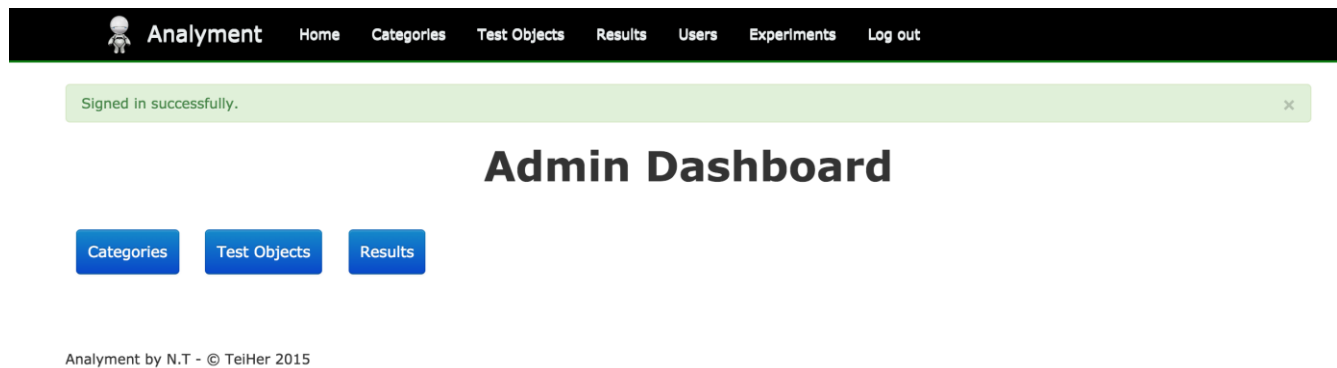 Analyment Home Categories Test Objects Results Users Experiments Log out
Signed in successfully. ×
Admin Dashboard
Categories Test Objects Results
Analyment by N.T - © TeiHer 2015